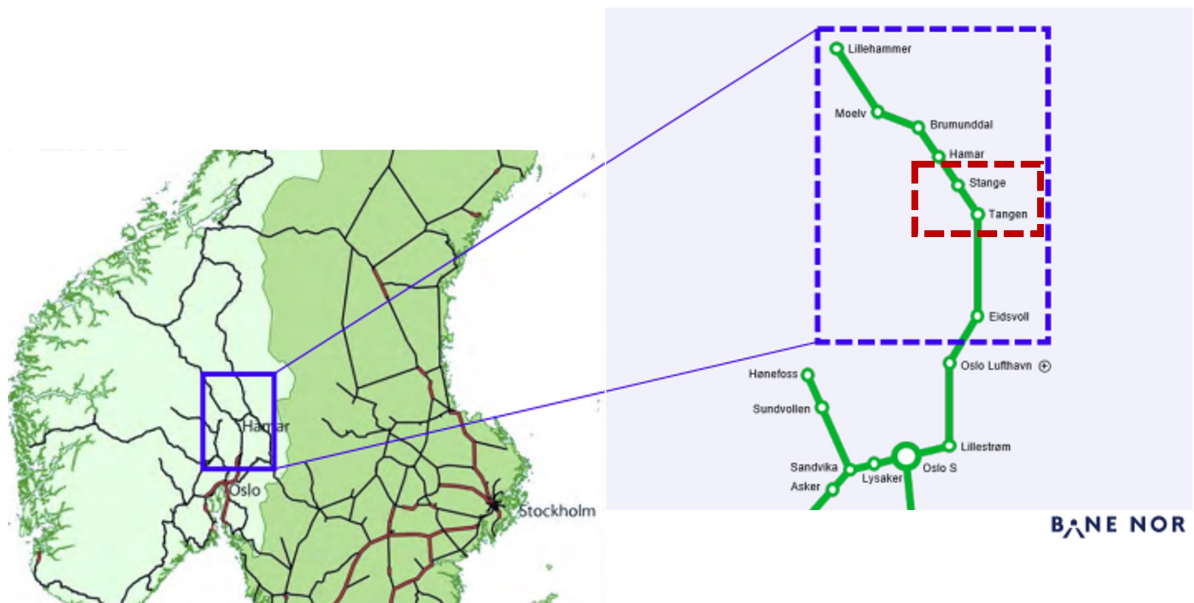 Lillehammer
Moelv
Brumunddal
Hamar
Stange
Tangen
Eidsvoll
Oslo Lufthavn
Hønefoss
Sundvollen
Lillestrøm
Sandvika
Oslo S
Lysaker
Asker
Hamar
Oslo
Stockholm
BANE NOR